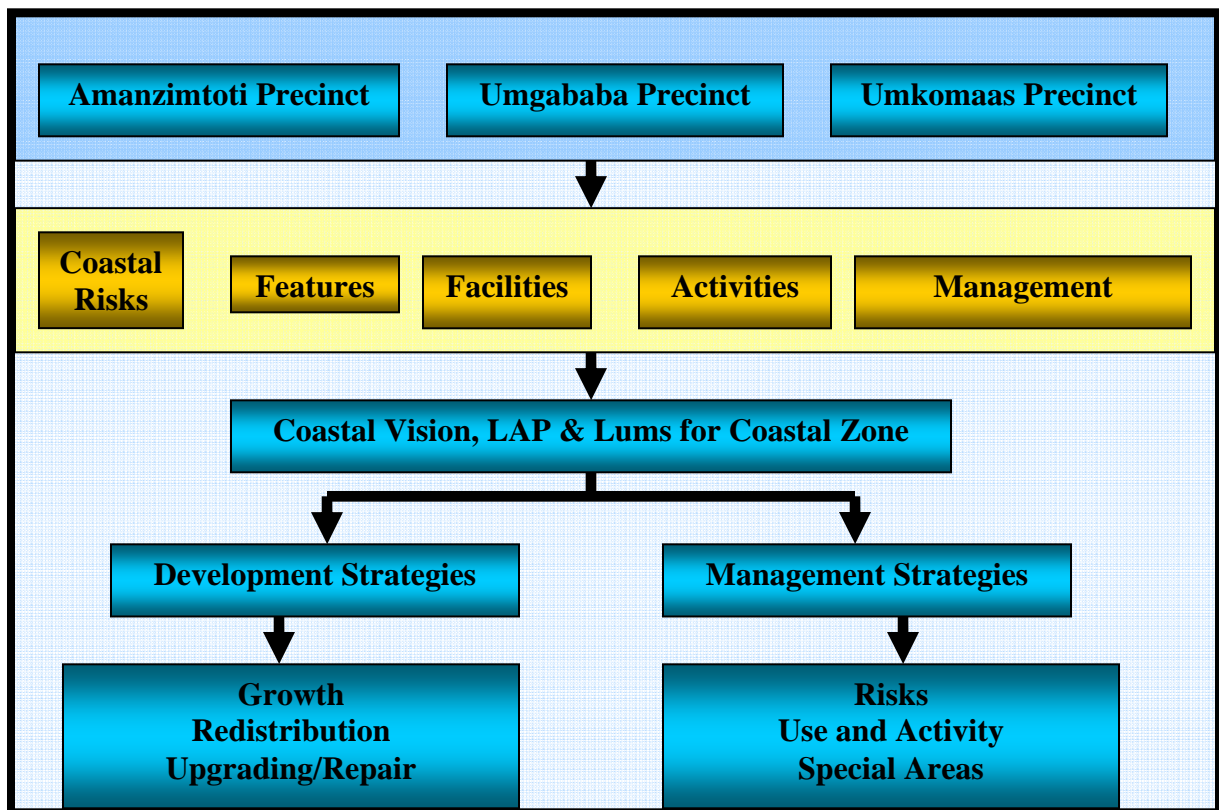 Amanzimtoti Precinct
Umgababa Precinct
Umkomaas Precinct
Coastal
Risks
Features
Facilities
Activities
Management
Coastal Vision, LAP & Lums for Coastal Zone
Development Strategies
Management Strategies
Growth
Redistribution
Upgrading/Repair
Risks
Use and Activity
Special Areas